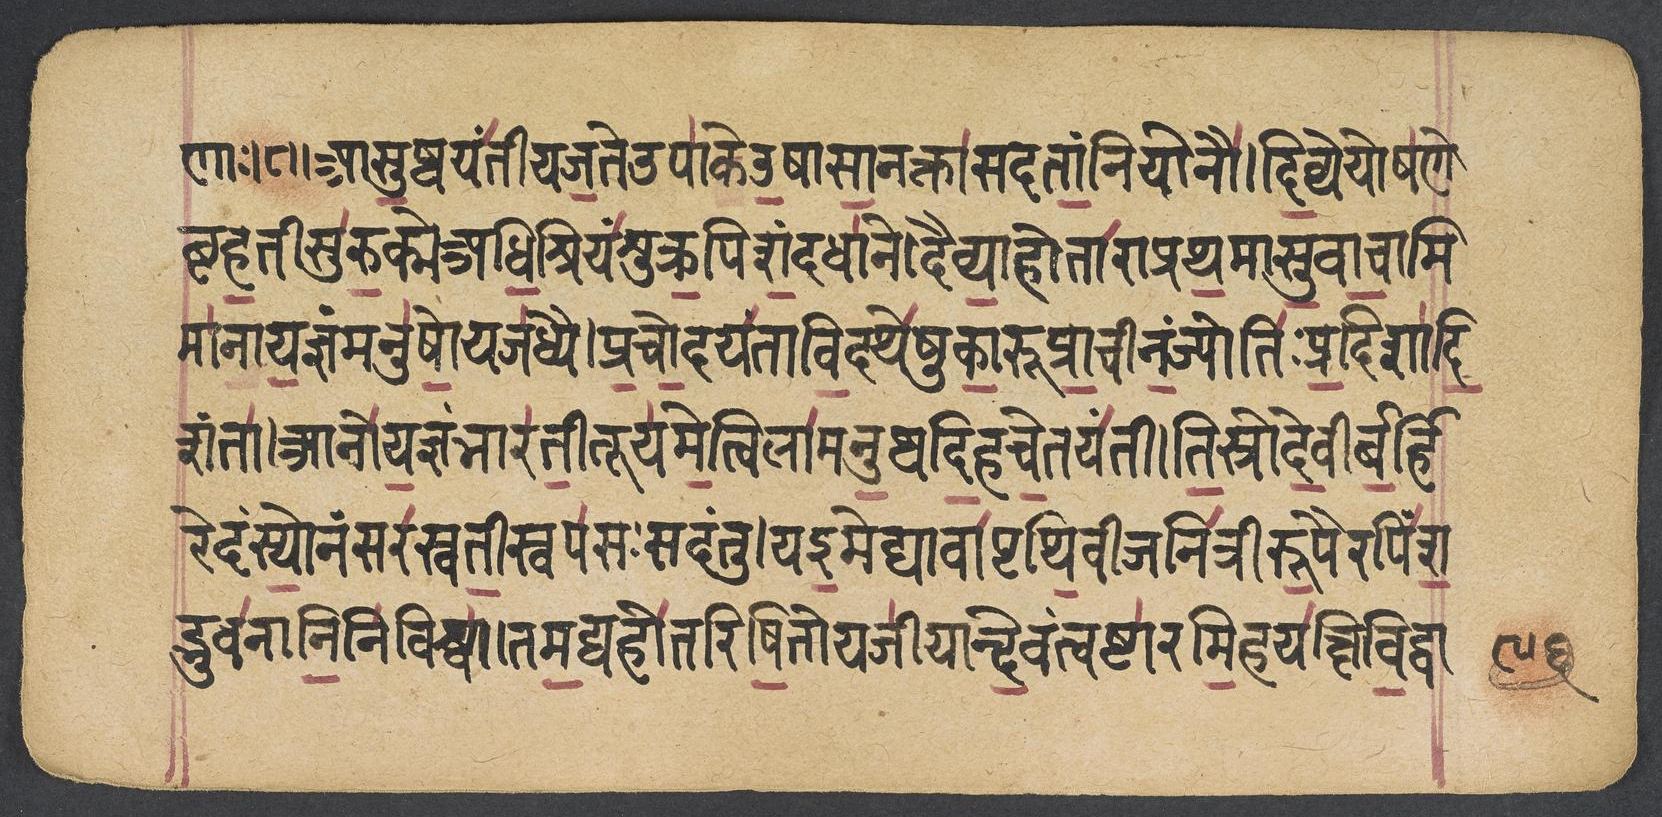 णाः।८।।आसुष्वयंतीयजतेउपाकेउषासानक्तासदतांनियोनौ।दिव्येयोषणे
बृहतीसुरुक्मेअधिश्रियंशुक्रपिशंदधाने।दैव्याहोताराप्रथमासुवाचामि
मानायज्ञंमनुषोयजध्यै।प्रचोदयंताविदथेषुकारूप्राचीनंज्योतिःप्रदिशादि
शंता।आनोयज्ञंभारतीतूयमेत्विलामनुष्वदिहचेतयंती।तिस्रोदेवीर्बर्हि
रेदंस्योनंसरस्वतीस्वपसःसदंतु।यइमेद्यावापृथिवीजनित्रीरूपैरपिंश
द्भुवनानिनिविश्वा।तमद्यहोतरिषितोयजीयान्देवंत्वष्टारमिहयक्षिविद्वा
९५६